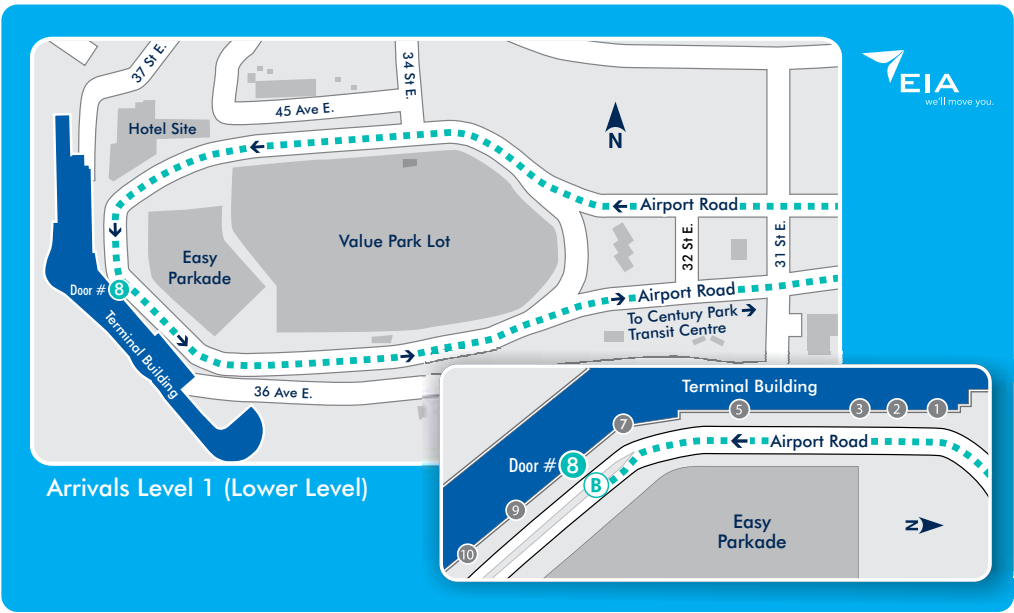 37 St E.
34 St E.
45 Ave E.
Hotel Site
N
EIA
we'll move you.
Airport Road
Value Park Lot
Easy
Parkade
32 St E.
31 St E.
Door # 8
Airport Road
To Century Park
Transit Centre
Terminal Building
36 Ave E.
Arrivals Level 1 (Lower Level)
Terminal Building
7
5
3
2
1
Airport Road
Door # 8
B
9
10
Easy
Parkade
N